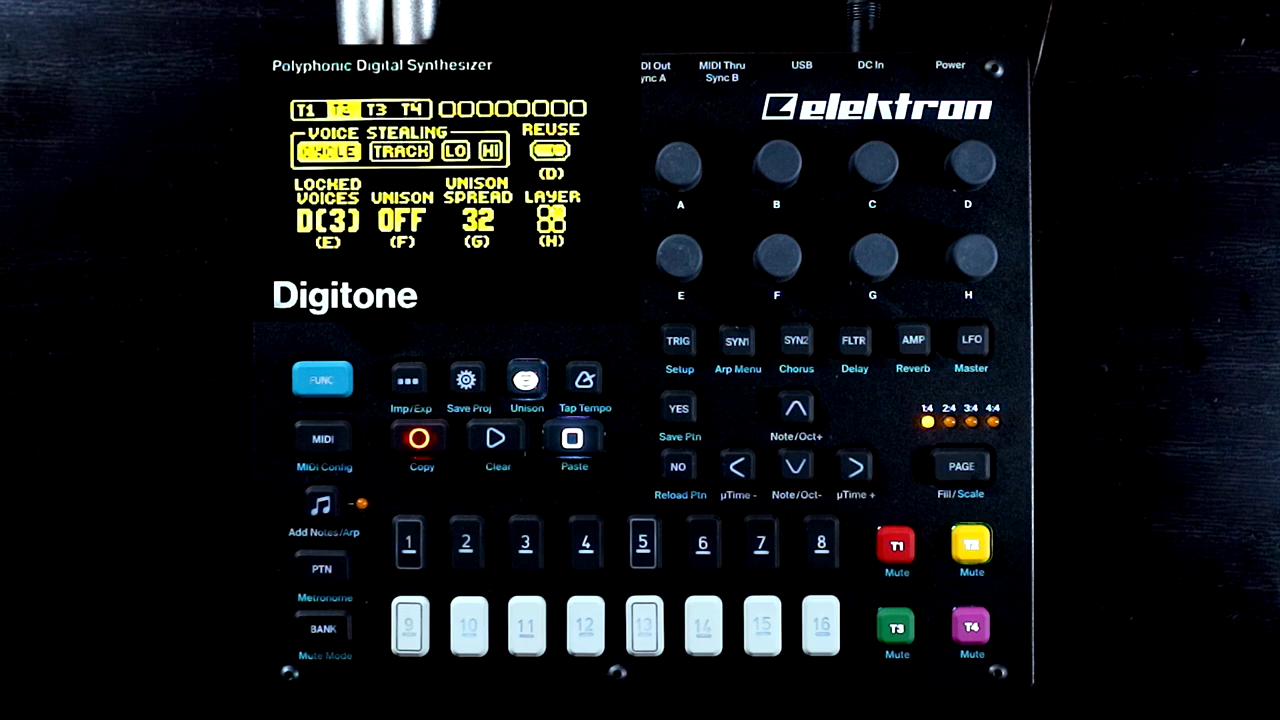 Polyphonic Digital Synthesizer
T1 T2 T3 T4
VOICE STEALING
CYCLE TRACK LO HI
REUSE
(D)
LOCKED VOICES
D(3)
(E)
UNISON
OFF
(F)
UNISON SPREAD
32
(G)
LAYER
(H)
Digitone
DI Out
ync A
MIDI Thru
Sync B
USB
DC In
Power
elektron
A B C D
E F G H
TRIG SYN1 SYN2 FLTR AMP LFO
Setup Arp Menu Chorus Delay Reverb Master
FUNC
Imp/Exp Save Proj Unison Tap Tempo
MIDI
MIDI Config
Copy Clear Paste
YES
Save Ptn
Note/Oct+
1:4 2:4 3:4 4:4
NO
Reload Ptn µTime - Note/Oct- µTime +
PAGE
Fill/Scale
Add Notes/Arp
PTN
Metronome
BANK
Mute Mode
1 2 3 4 5 6 7 8
9 10 11 12 13 14 15 16
T1 T2
Mute Mute
T3 T4
Mute Mute